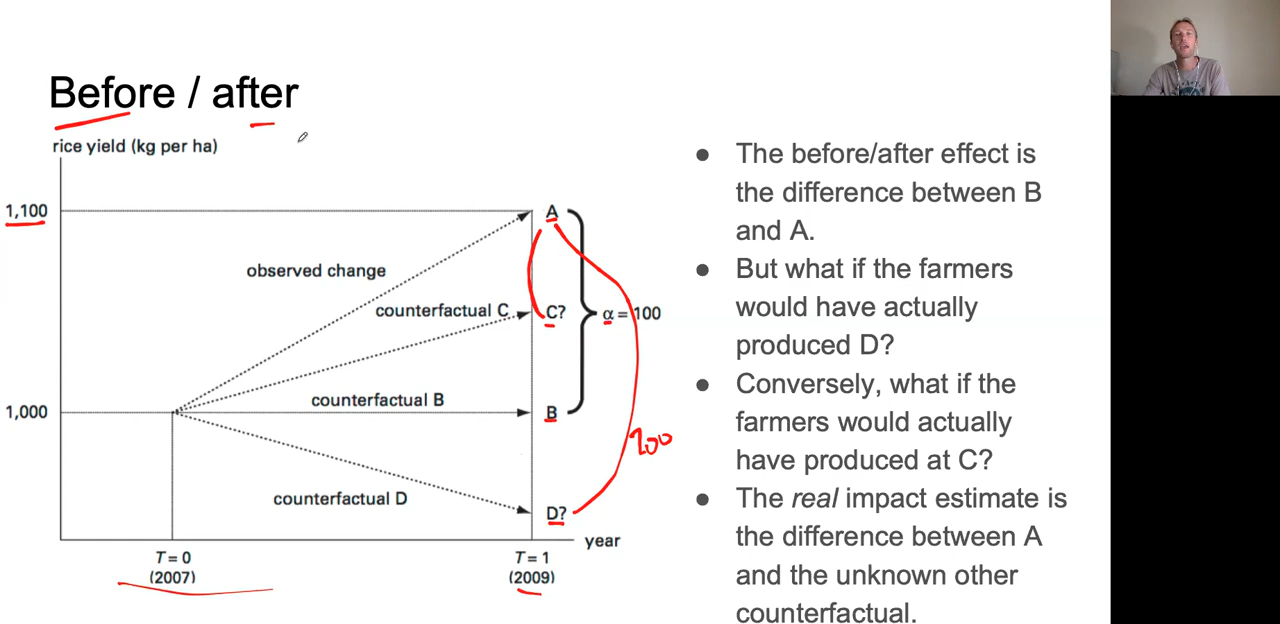 Before / after
rice yield (kg per ha)
1,100
A
observed change
counterfactual C
C?
α = 100
counterfactual B
1,000
B
200
counterfactual D
D?
year
T = 0
(2007)
T = 1
(2009)
● The before/after effect is
the difference between B
and A.
● But what if the farmers
would have actually
produced D?
● Conversely, what if the
farmers would actually
have produced at C?
● The real impact estimate is
the difference between A
and the unknown other
counterfactual.